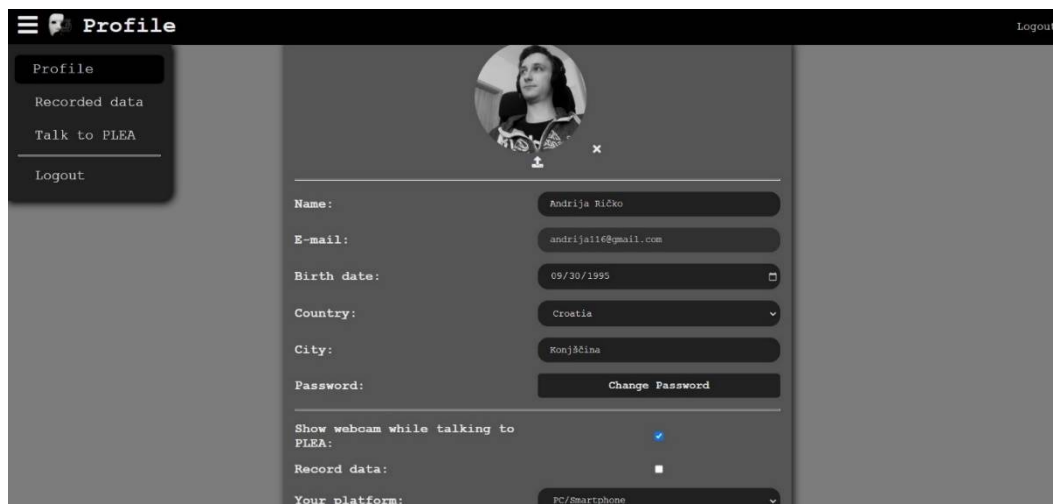 Profile
Logout
Profile
Recorded data
Talk to PLEA
Logout
Name:
Andrija Ričko
E-mail:
andrija116@gmail.com
Birth date:
09/30/1995
Country:
Croatia
City:
Konjščina
Password:
Change Password
Show webcam while talking to
PLEA:
Record data:
Your platform:
PC/Smartphone